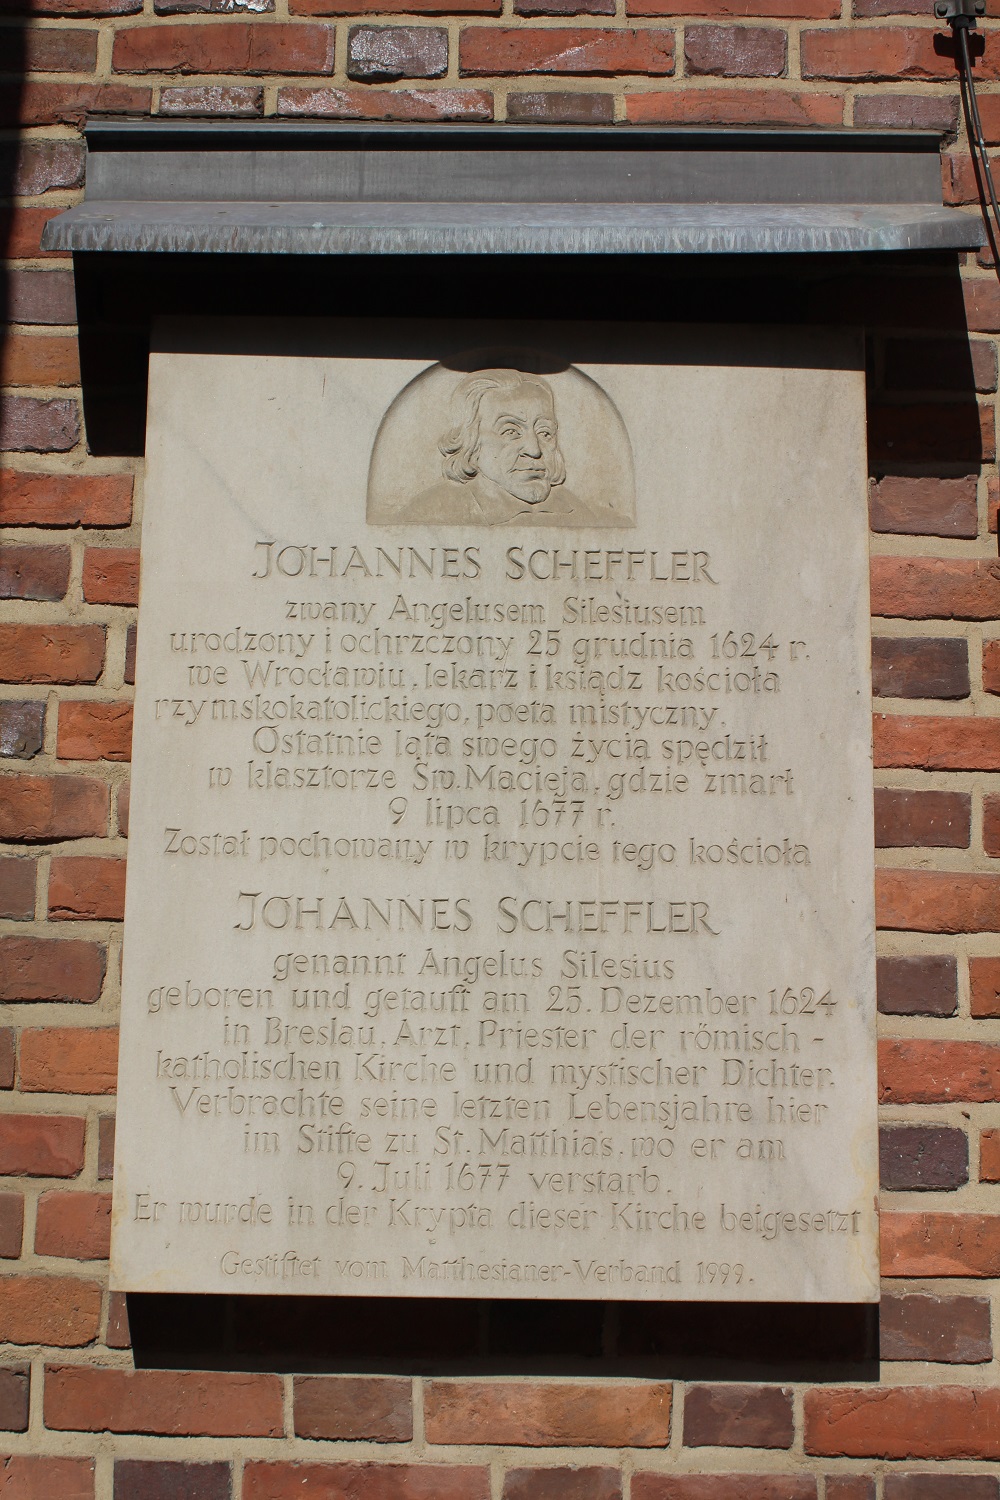 JOHANNES SCHEFFLER
zwany Angelusem Silesiusem
urodzony i ochrzczony 25 grudnia 1624 r.
we Wrocławiu, lekarz i ksiądz kościoła
rzymskokatolickiego, poeta mistyczny.
Ostatnie lata swego życia spędził
w klasztorze Św. Macieja, gdzie zmarł
9 lipca 1677 r.
Został pochowany w krypcie tego kościoła
JOHANNES SCHEFFLER
genannt Angelus Silesius
geboren und getauft am 25. Dezember 1624
in Breslau, Arzt, Priester der römisch-
katholischen Kirche und mystischer Dichter.
Verbrachte seine letzten Lebensjahre hier
im Stifte zu St. Matthias, wo er am
9. Juli 1677 verstarb.
Er wurde in der Krypta dieser Kirche beigesetzt
Gestiftet vom Matthesianer-Verband 1999.